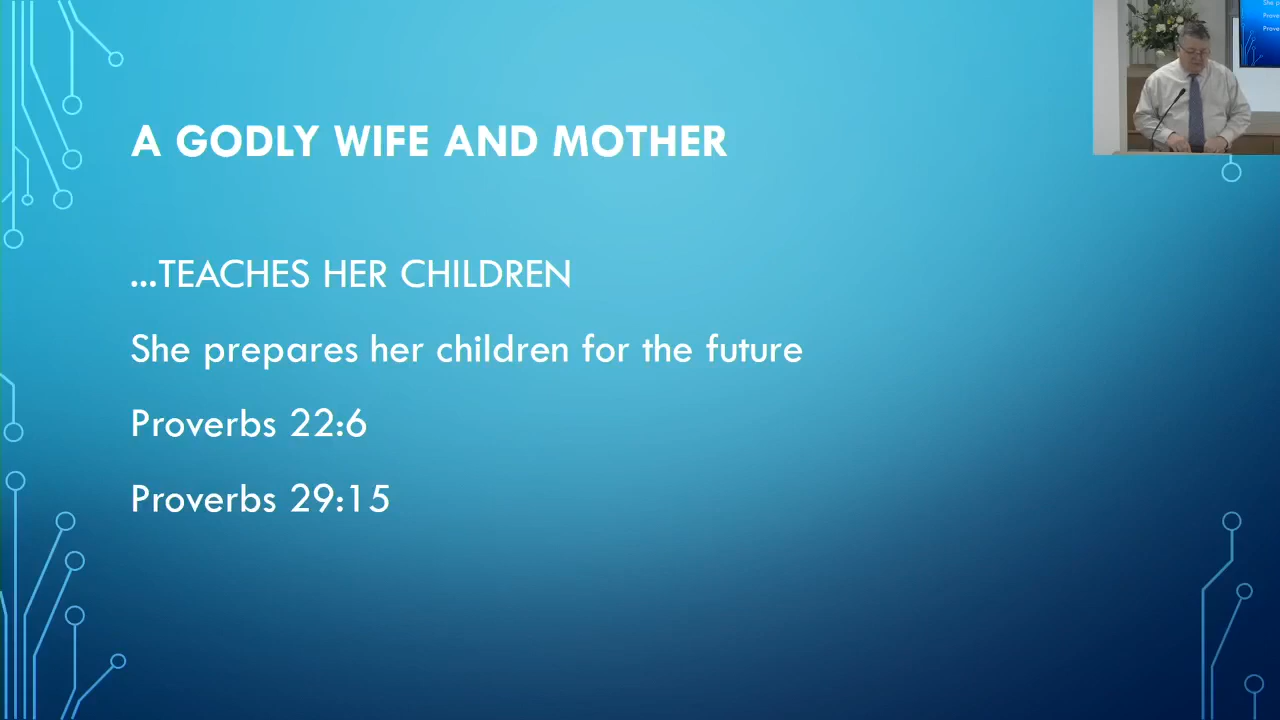 A GODLY WIFE AND MOTHER
...TEACHES HER CHILDREN
She prepares her children for the future
Proverbs 22:6
Proverbs 29:15